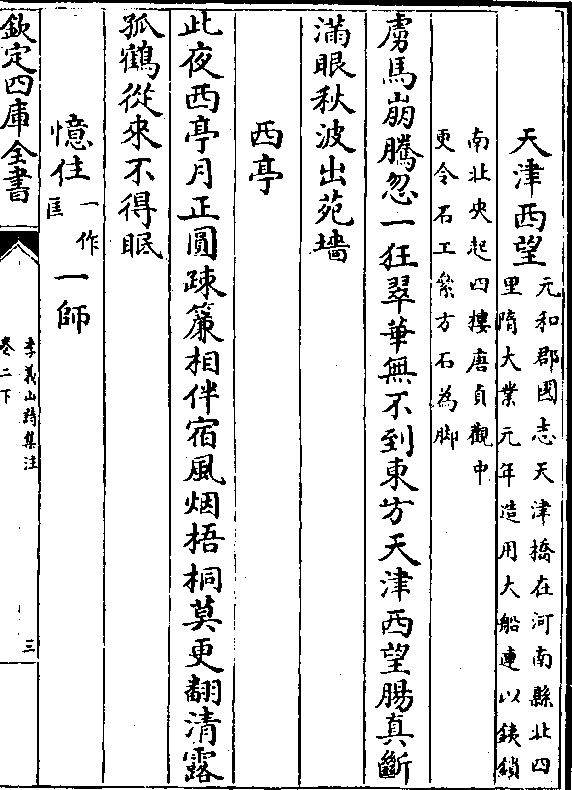 天津西望
元和郡國志天津橋在河南縣北四
里隋大業元年造用大船連以銕鎖
南北夾起四樓唐貞觀中
更令石工絫方石為脚
虜馬崩騰忽一狂翠華無不到東方天津西望腸真斷
滿眼秋波出苑墻
西亭
此夜西亭月正圓疎簾相伴宿風烟梧桐莫更翻清露
孤鶴從來不得眠
憶住一作匡一師
欽定四庫全書
李義山詩集注
卷二下
三